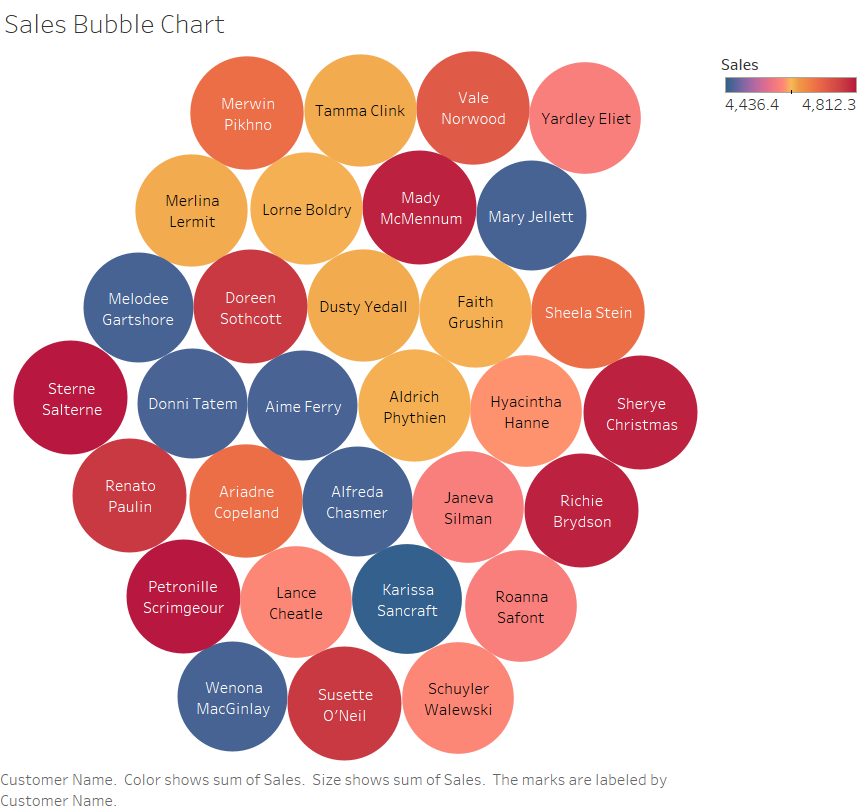 Sales Bubble Chart
Sales
4,436.4 4,812.3
Merwin
Pikhno
Tamma Clink
Vale
Norwood
Yardley Eliet
Merlina
Lermit
Lorne Boldry
Mady
McMennum
Mary Jellett
Melodee
Gartshore
Doreen
Sothcott
Dusty Yedall
Faith
Grushin
Sheela Stein
Sterne
Salterne
Donni Tatem
Aime Ferry
Aldrich
Phythien
Hyacintha
Hanne
Sherye
Christmas
Renato
Paulin
Ariadne
Copeland
Alfreda
Chasmer
Janeva
Silman
Richie
Brydson
Petronille
Scrimgeour
Lance
Cheatle
Karissa
Sancraft
Roanna
Safont
Wenona
MacGinlay
Susette
O'Neil
Schuyler
Walewski
Customer Name.  Color shows sum of Sales.  Size shows sum of Sales.  The marks are labeled by
Customer Name.